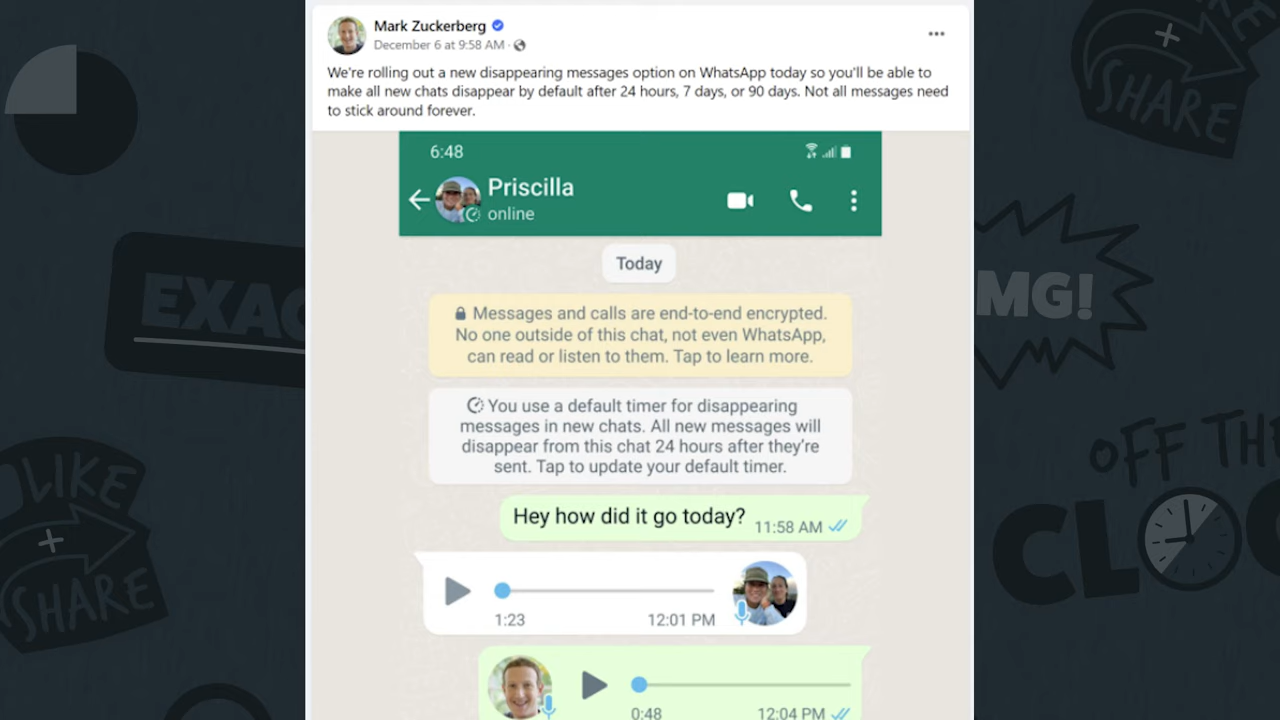 Mark Zuckerberg
December 6 at 9:58 AM ·
We're rolling out a new disappearing messages option on WhatsApp today so you'll be able to
make all new chats disappear by default after 24 hours, 7 days, or 90 days. Not all messages need
to stick around forever.
6:48
Priscilla
online
Today
Messages and calls are end-to-end encrypted.
No one outside of this chat, not even WhatsApp,
can read or listen to them. Tap to learn more.
You use a default timer for disappearing
messages in new chats. All new messages will
disappear from this chat 24 hours after they're
sent. Tap to update your default timer.
Hey how did it go today?
11:58 AM
1:23
12:01 PM
0:48
12:04 PM
EXAC
LIKE
+
SHARE
KE
+
SHARE
MG!
OFF THE
CLO